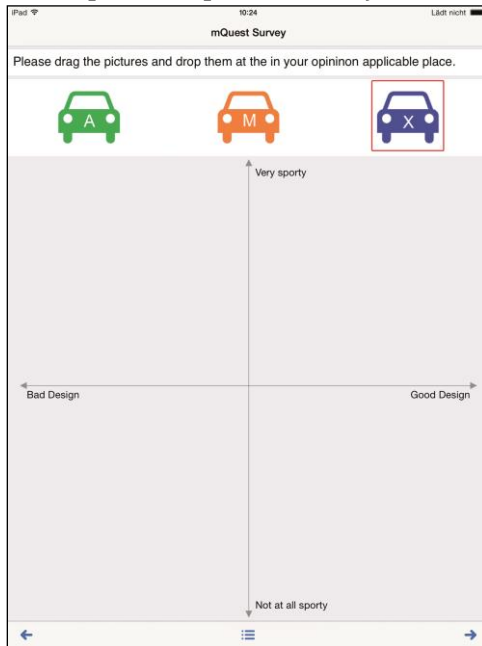 iPad 10:24 Lädt nicht
mQuest Survey
Please drag the pictures and drop them at the in your opininon applicable place.
A M X
Very sporty
Bad Design Good Design
Not at all sporty